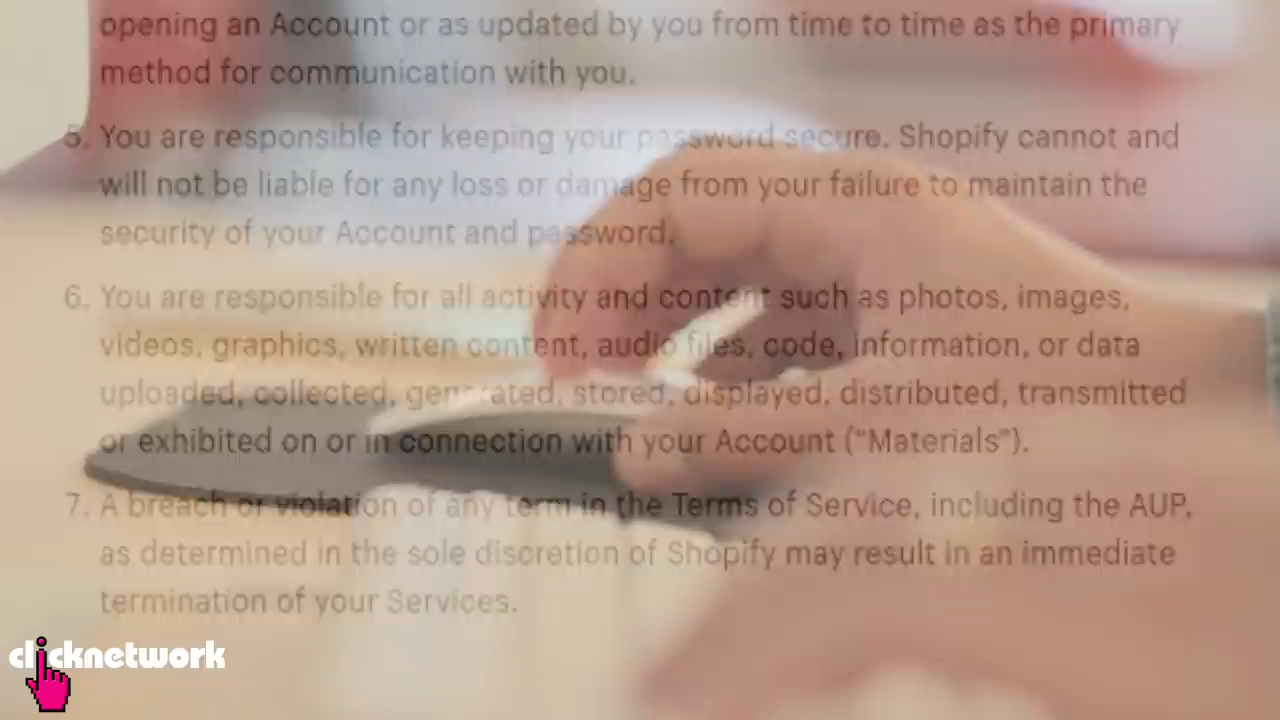 opening an Account or as updated by you from time to time as the primary
method for communication with you.
5. You are responsible for keeping your password secure. Shopify cannot and
will not be liable for any loss or damage from your failure to maintain the
security of your Account and password.
6. You are responsible for all activity and content such as photos, images,
videos, graphics, written content, audio files, code, information, or data
uploaded, collected, generated, stored, displayed, distributed, transmitted
or exhibited on or in connection with your Account (“Materials”).
7. A breach or violation of any term in the Terms of Service, including the AUP,
as determined in the sole discretion of Shopify may result in an immediate
termination of your Services.
clicknetwork